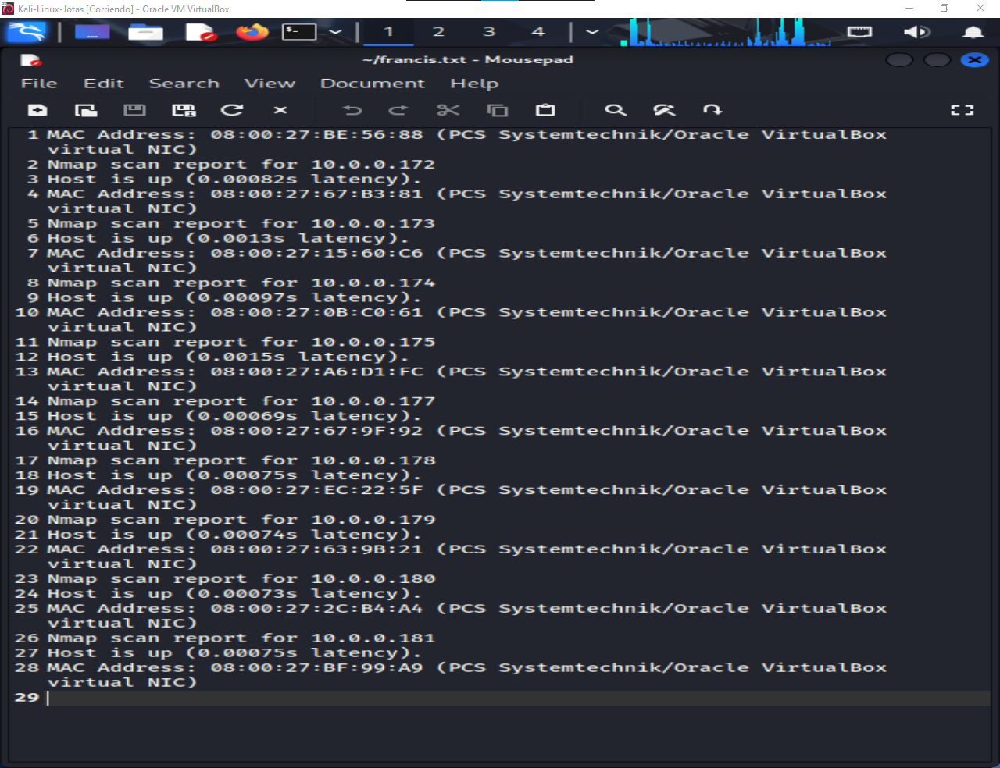 Kali-Linux-Jotas [Corriendo] - Oracle VM VirtualBox
1 2 3 4
~/francis.txt - Mousepad
File Edit Search View Document Help
1 MAC Address: 08:00:27:BE:56:88 (PCS Systemtechnik/Oracle VirtualBox
virtual NIC)
2 Nmap scan report for 10.0.0.172
3 Host is up (0.00082s latency).
4 MAC Address: 08:00:27:67:B3:81 (PCS Systemtechnik/Oracle VirtualBox
virtual NIC)
5 Nmap scan report for 10.0.0.173
6 Host is up (0.0013s latency).
7 MAC Address: 08:00:27:15:60:C6 (PCS Systemtechnik/Oracle VirtualBox
virtual NIC)
8 Nmap scan report for 10.0.0.174
9 Host is up (0.00097s latency).
10 MAC Address: 08:00:27:0B:C0:61 (PCS Systemtechnik/Oracle VirtualBox
virtual NIC)
11 Nmap scan report for 10.0.0.175
12 Host is up (0.0015s latency).
13 MAC Address: 08:00:27:A6:D1:FC (PCS Systemtechnik/Oracle VirtualBox
virtual NIC)
14 Nmap scan report for 10.0.0.177
15 Host is up (0.00069s latency).
16 MAC Address: 08:00:27:67:9F:92 (PCS Systemtechnik/Oracle VirtualBox
virtual NIC)
17 Nmap scan report for 10.0.0.178
18 Host is up (0.00075s latency).
19 MAC Address: 08:00:27:EC:22:5F (PCS Systemtechnik/Oracle VirtualBox
virtual NIC)
20 Nmap scan report for 10.0.0.179
21 Host is up (0.00074s latency).
22 MAC Address: 08:00:27:63:9B:21 (PCS Systemtechnik/Oracle VirtualBox
virtual NIC)
23 Nmap scan report for 10.0.0.180
24 Host is up (0.00073s latency).
25 MAC Address: 08:00:27:2C:B4:A4 (PCS Systemtechnik/Oracle VirtualBox
virtual NIC)
26 Nmap scan report for 10.0.0.181
27 Host is up (0.00075s latency).
28 MAC Address: 08:00:27:BF:99:A9 (PCS Systemtechnik/Oracle VirtualBox
virtual NIC)
29